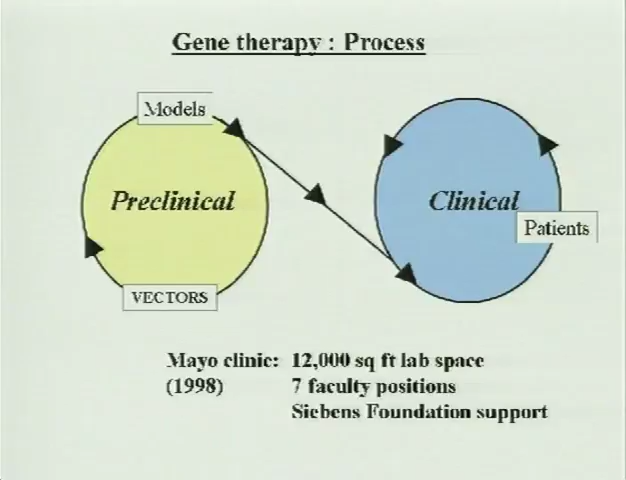 Gene therapy : Process
Models
Preclinical
Clinical
Patients
VECTORS
Mayo clinic: 12,000 sq ft lab space
(1998) 7 faculty positions
Siebens Foundation support